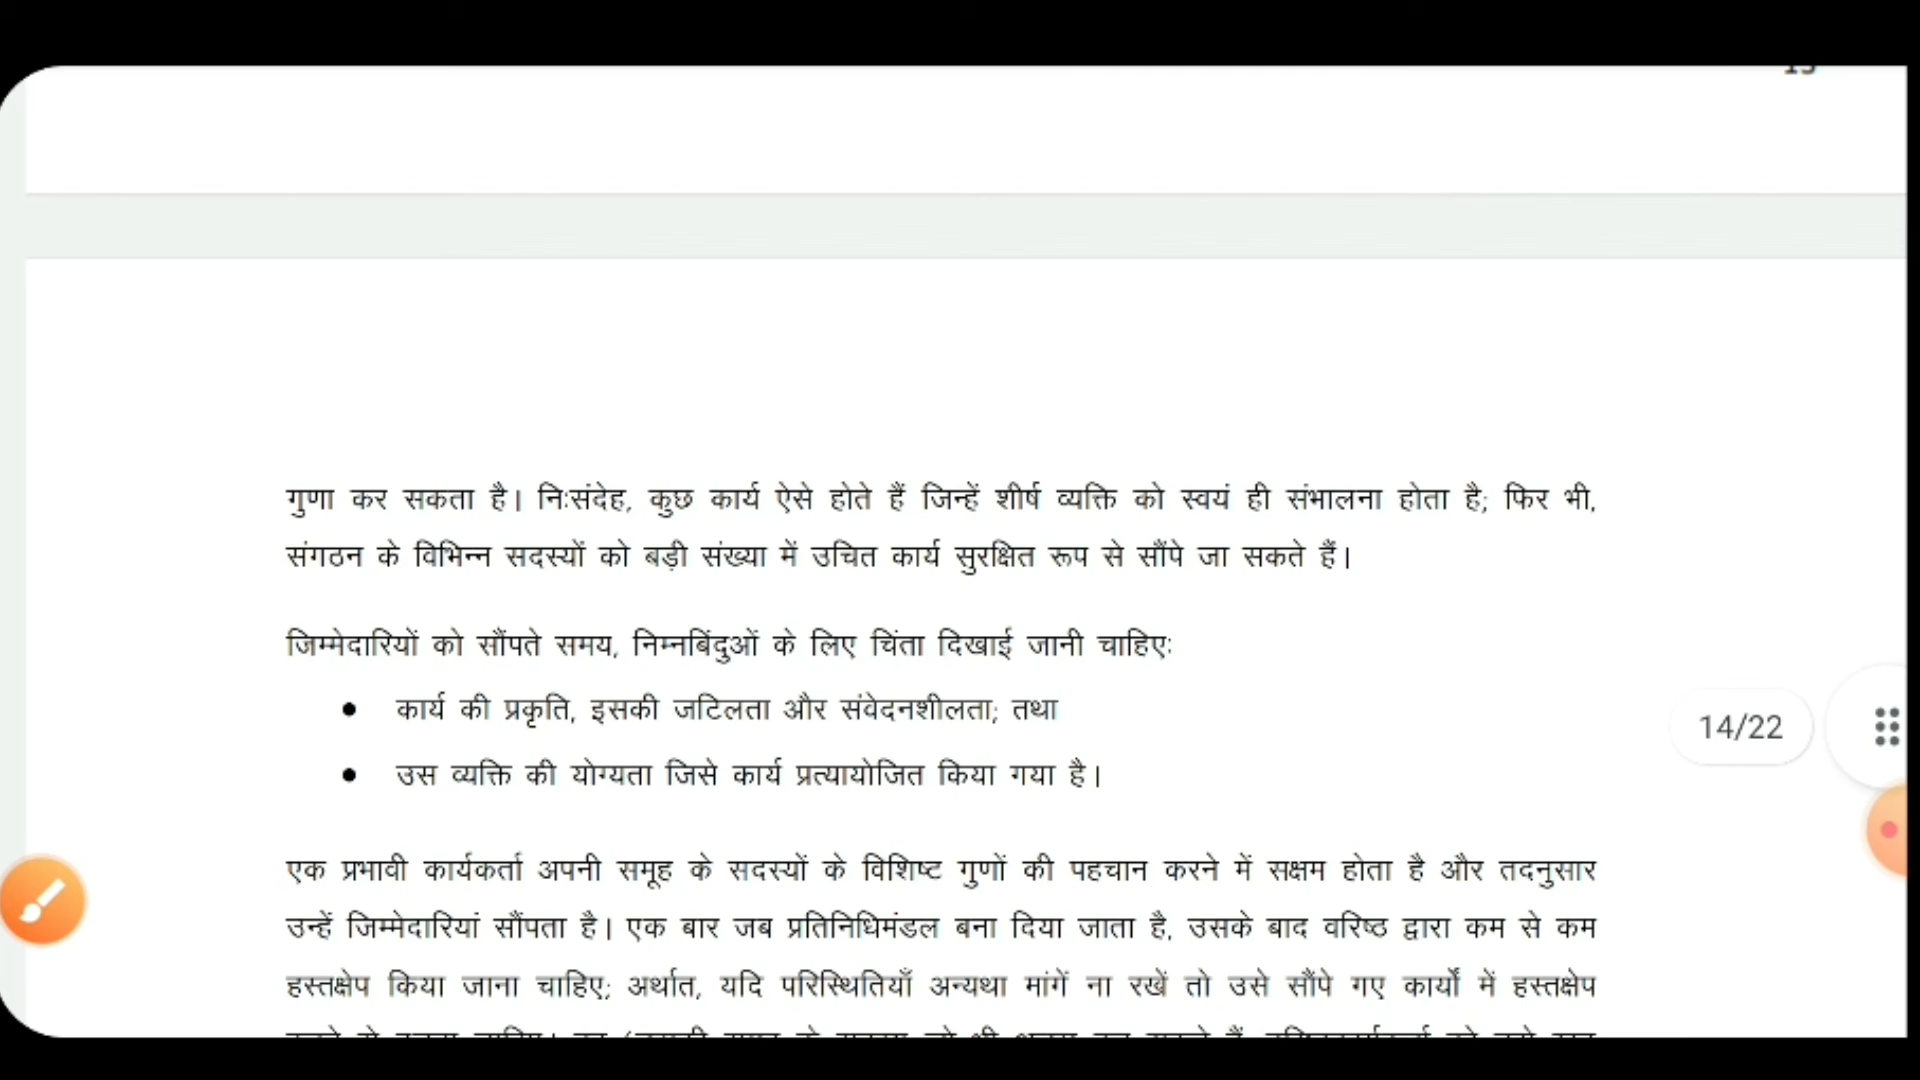 गुणा कर सकता है। निःसंदेह, कुछ कार्य ऐसे होते हैं जिन्हें शीर्ष व्यक्ति को स्वयं ही संभालना होता है; फिर भी,
संगठन के विभिन्न सदस्यों को बड़ी संख्या में उचित कार्य सुरक्षित रूप से सौंपे जा सकते हैं।
जिम्मेदारियों को सौंपते समय, निम्नबिंदुओं के लिए चिंता दिखाई जानी चाहिए:
• कार्य की प्रकृति, इसकी जटिलता और संवेदनशीलता; तथा
14/22
• उस व्यक्ति की योग्यता जिसे कार्य प्रत्यायोजित किया गया है।
एक प्रभावी कार्यकर्ता अपनी समूह के सदस्यों के विशिष्ट गुणों की पहचान करने में सक्षम होता है और तदनुसार
उन्हें जिम्मेदारियां सौंपता है। एक बार जब प्रतिनिधिमंडल बना दिया जाता है, उसके बाद वरिष्ठ द्वारा कम से कम
हस्तक्षेप किया जाना चाहिए; अर्थात, यदि परिस्थितियाँ अन्यथा मांगें ना रखें तो उसे सौंपे गए कार्यों में हस्तक्षेप